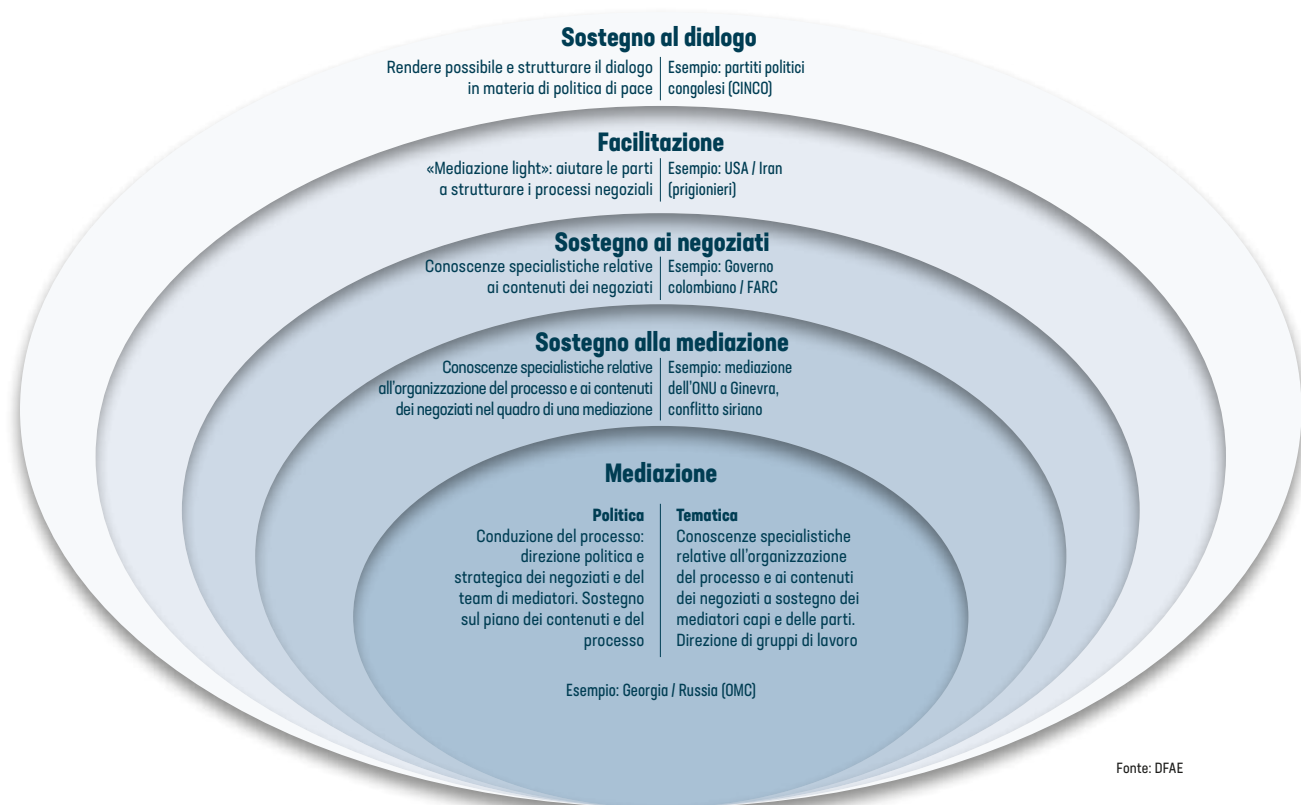 Sostegno al dialogo
Rendere possibile e strutturare il dialogo
in materia di politica di pace
Esempio: partiti politici
congolesi (CINCO)
Facilitazione
«Mediazione light»: aiutare le parti
a strutturare i processi negoziali
Esempio: USA / Iran
(prigionieri)
Sostegno ai negoziati
Conoscenze specialistiche relative
ai contenuti dei negoziati
Esempio: Governo
colombiano / FARC
Sostegno alla mediazione
Conoscenze specialistiche relative
all’organizzazione del processo e ai contenuti
dei negoziati nel quadro di una mediazione
Esempio: mediazione
dell’ONU a Ginevra,
conflitto siriano
Mediazione
Politica
Conduzione del processo:
direzione politica e
strategica dei negoziati e del
team di mediatori. Sostegno
sul piano dei contenuti e del
processo
Tematica
Conoscenze specialistiche
relative all’organizzazione
del processo e ai contenuti
dei negoziati a sostegno dei
mediatori capi e delle parti.
Direzione di gruppi di lavoro
Esempio: Georgia / Russia (OMC)
Fonte: DFAE